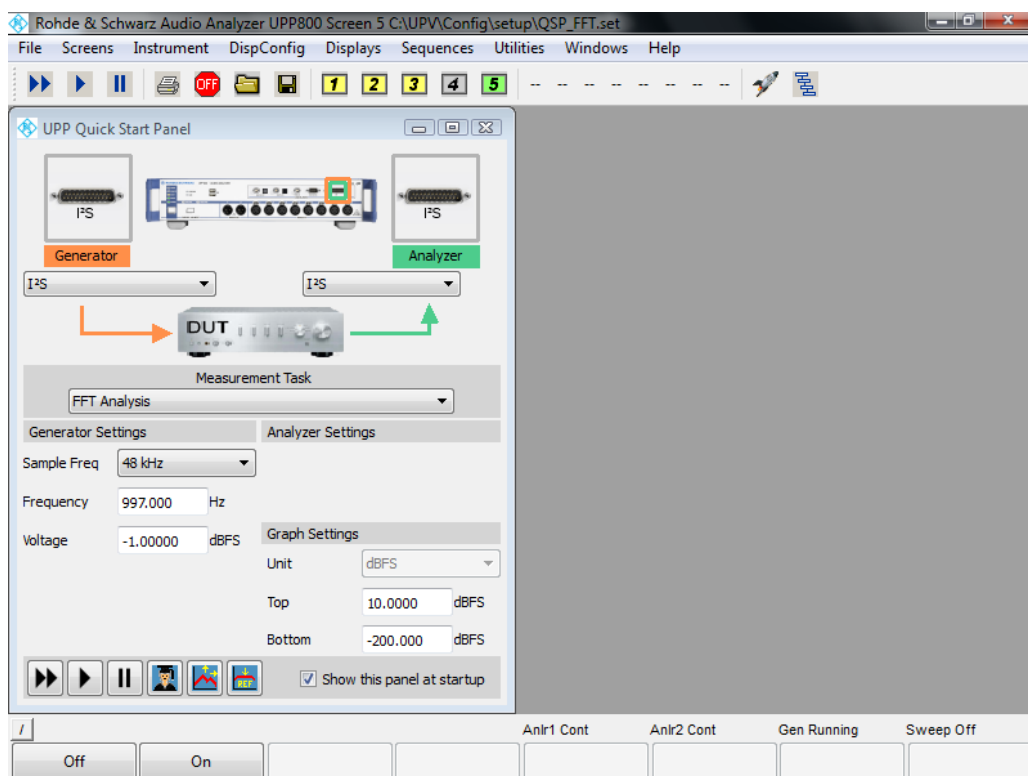 Rohde & Schwarz Audio Analyzer UPP800 Screen 5 C:\UPV\Config\setup\QSP_FFT.set
File Screens Instrument DispConfig Displays Sequences Utilities Windows Help
OFF 1 2 3 4 5 -- -- -- -- -- -- -- --
UPP Quick Start Panel
I²S I²S
Generator Analyzer
I²S I²S
DUT
Measurement Task
FFT Analysis
Generator Settings Analyzer Settings
Sample Freq 48 kHz
Frequency 997.000 Hz
Voltage -1.00000 dBFS Graph Settings
Unit dBFS
Top 10.0000 dBFS
Bottom -200.000 dBFS
REF Show this panel at startup
/ Anlr1 Cont Anlr2 Cont Gen Running Sweep Off
Off On